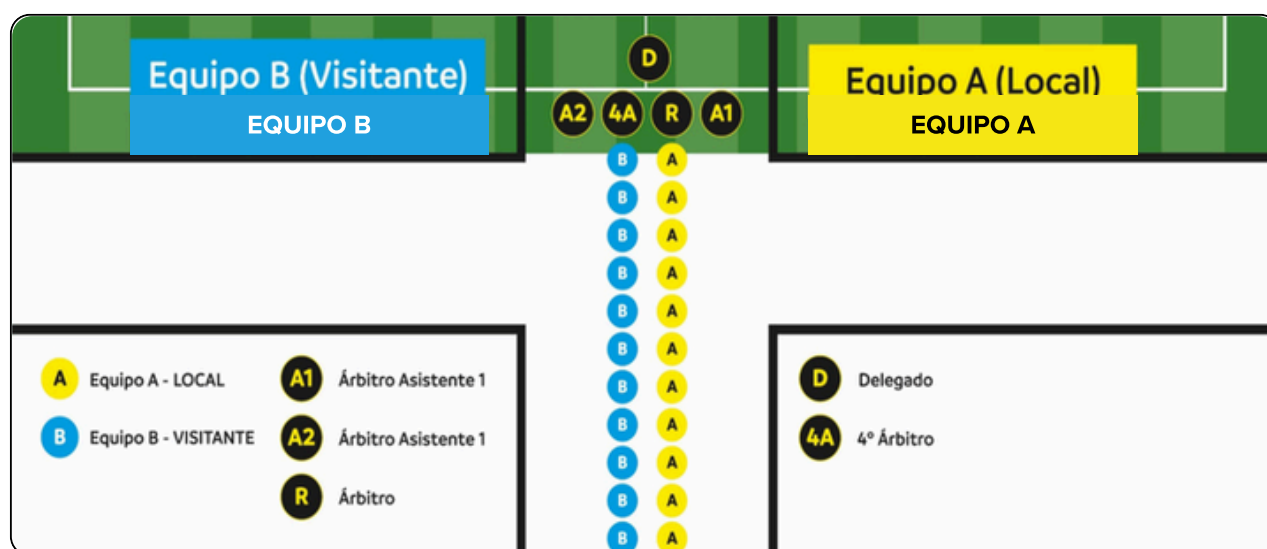 D
Equipo B (Visitante)
Equipo A (Local)
EQUIPO B
A2 4A R A1
EQUIPO A
B A
B A
B A
B A
B A
B A
B A
B A
B A
B A
B A
A Equipo A - LOCAL
A1 Árbitro Asistente 1
B Equipo B - VISITANTE
A2 Árbitro Asistente 1
R Árbitro
D Delegado
4A 4º Árbitro